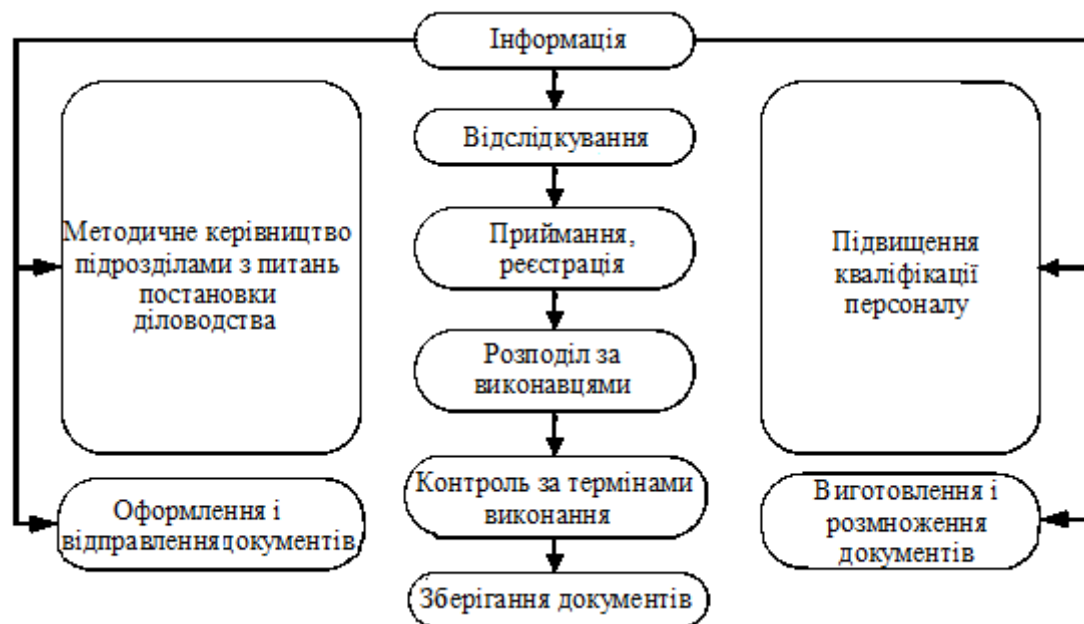 Інформація
Відслідкування
Методичне керівництво
підрозділами з питань
постановки
діловодства
Приймання,
реєстрація
Підвищення
кваліфікації
персоналу
Розподіл за
виконавцями
Оформлення і
відправлення документів
Контроль за термінами
виконання
Виготовлення і
розмноження
документів
Зберігання документів